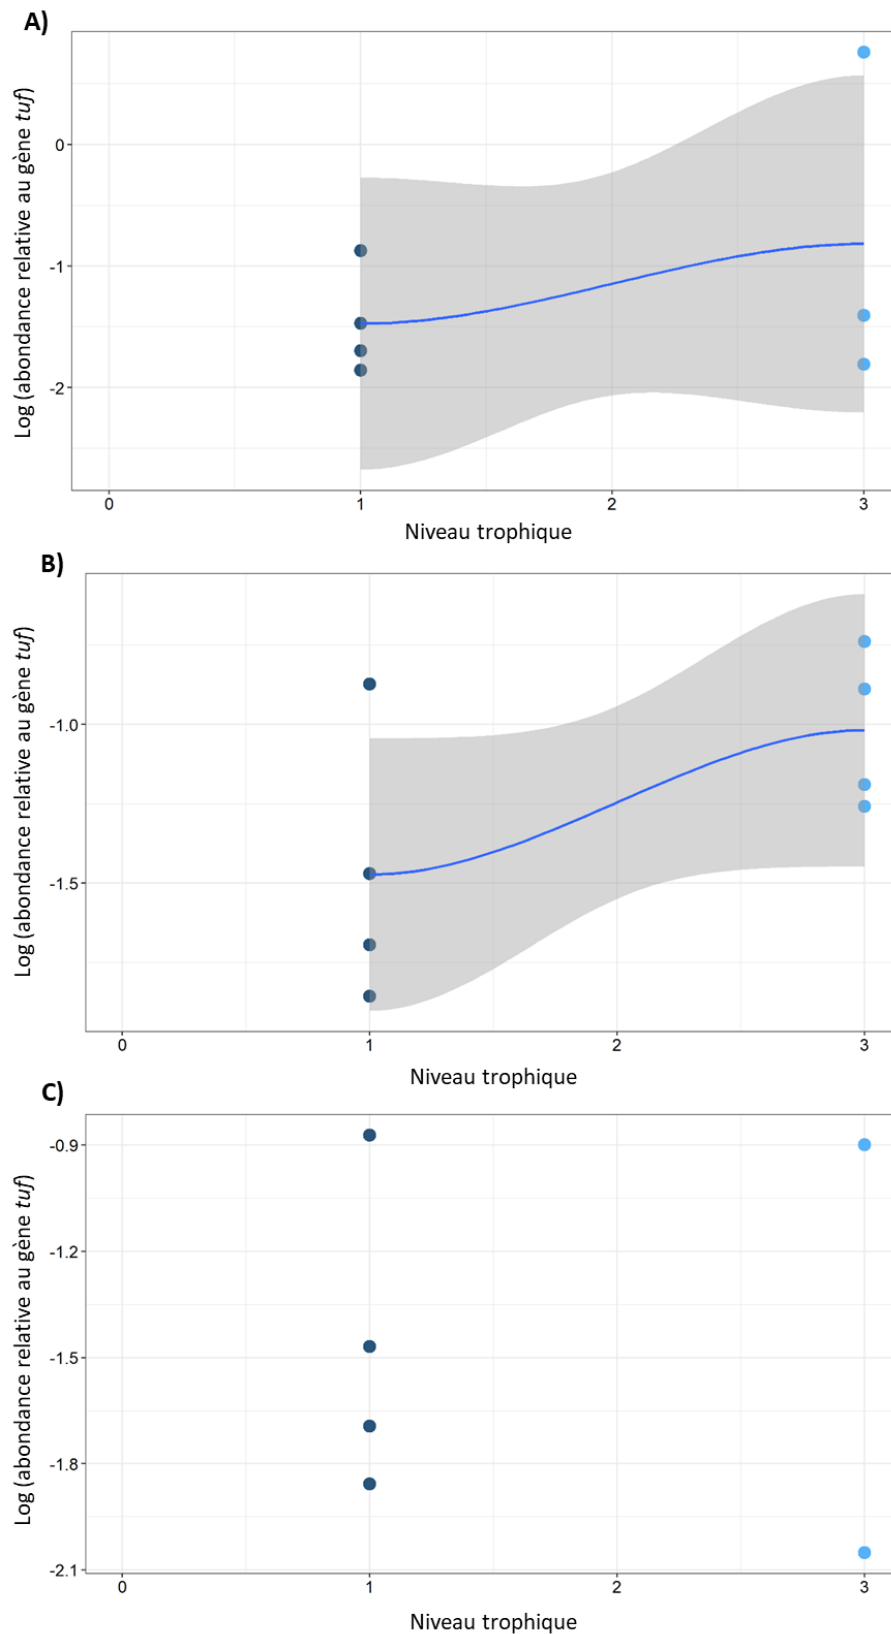 A)
0
-1
-2
Log (abondance relative au gène tuf)
0 1 2 3
Niveau trophique
B)
-1.0
-1.5
Log (abondance relative au gène tuf)
0 1 2 3
Niveau trophique
C)
-0.9
-1.2
-1.5
-1.8
-2.1
Log (abondance relative au gène tuf)
0 1 2 3
Niveau trophique